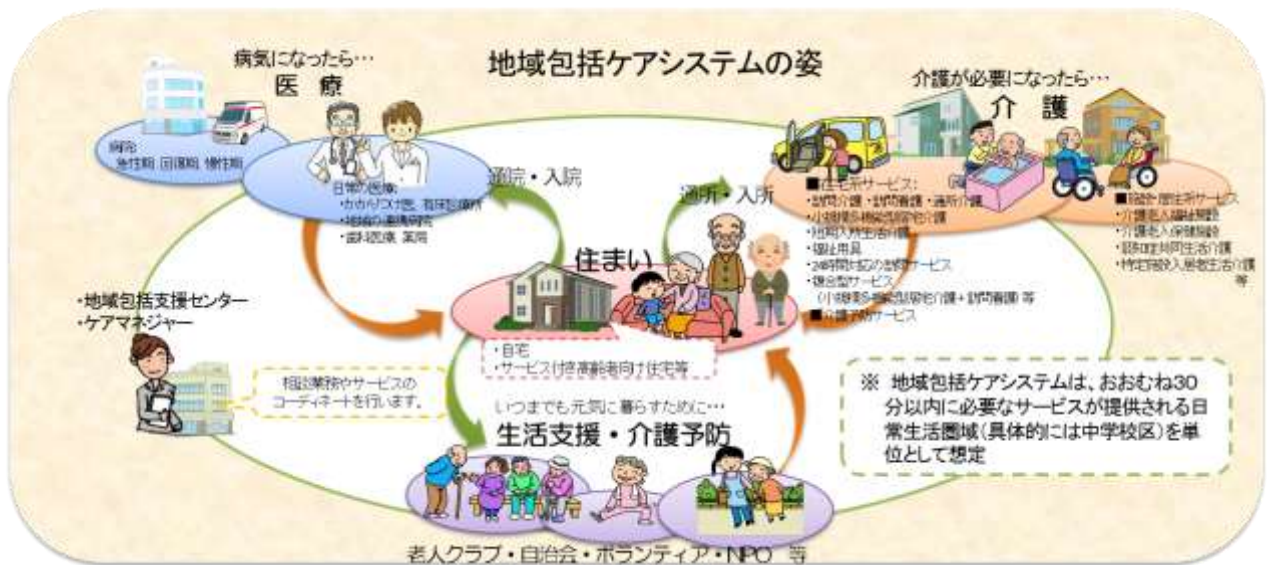 地域包括ケアシステムの姿
病気になったら…
医 療
病院:
急性期、回復期、慢性期
日常の医療:
・かかりつけ医、有床診療所
・地域の連携病院
・歯科医療、薬局
通院・入院
通所・入所
介護が必要になったら…
介 護
■在宅系サービス:
・訪問介護・訪問看護・通所介護
・小規模多機能型居宅介護
・短期入所生活介護
・福祉用具
・24時間対応の訪問サービス
・複合型サービス
(小規模多機能型居宅介護+訪問看護)等
■介護予防サービス
■施設・居住系サービス
・介護老人福祉施設
・介護老人保健施設
・認知症共同生活介護
・特定施設入居者生活介護
等
住まい
・自宅
・サービス付き高齢者向け住宅等
・地域包括支援センター
・ケアマネジャー
相談業務やサービスの
コーディネートを行います。
いつまでも元気に暮らすために…
生活支援・介護予防
老人クラブ・自治会・ボランティア・NPO 等
※ 地域包括ケアシステムは、おおむね30
分以内に必要なサービスが提供される日
常生活圏域(具体的には中学校区)を単
位として想定